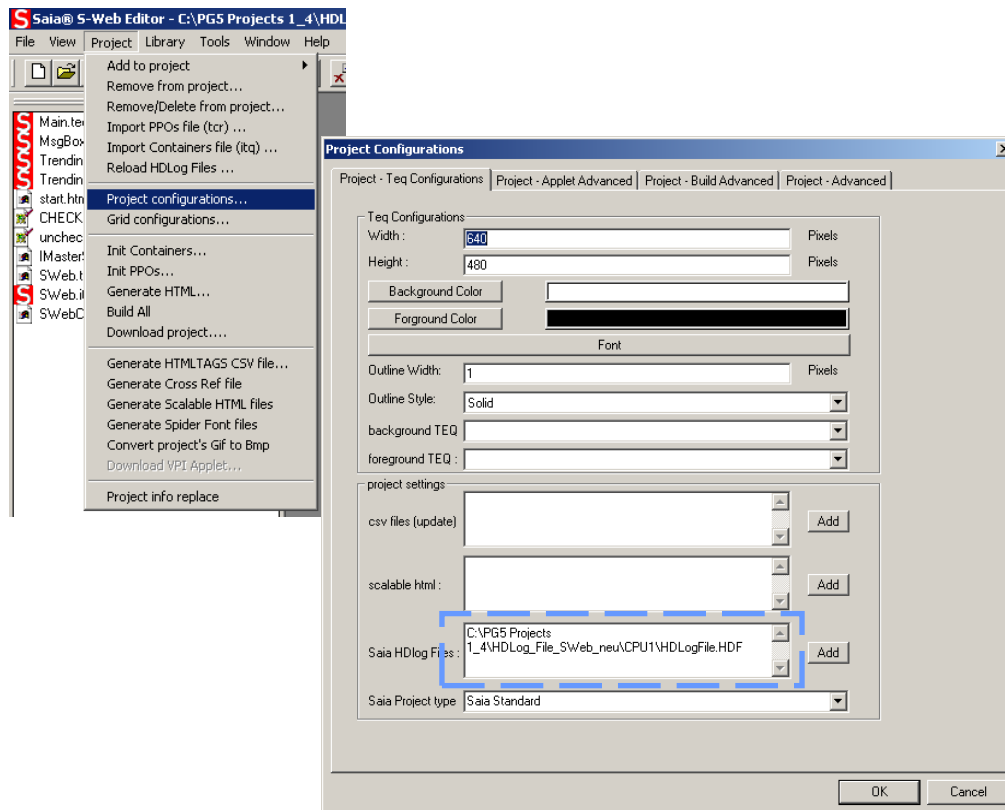 Saia® S-Web Editor - C:\PG5 Projects 1_4\HDL
File View Project Library Tools Window Help
Add to project
Remove from project...
Remove/Delete from project...
Import PPOs file (tcr) ...
Import Containers file (itq) ...
Reload HDLog Files ...
Project configurations...
Grid configurations...
Init Containers...
Init PPOs...
Generate HTML...
Build All
Download project....
Generate HTMLTAGS CSV file...
Generate Cross Ref file
Generate Scalable HTML files
Generate Spider Font files
Convert project's Gif to Bmp
Download VPI Applet...
Project info replace
Main.te
MsgBox
Trendin
Trendin
start.htm
CHECK
unchec
IMasterS
SWeb.t
SWeb.i
SWebC
Project Configurations
Project - Teq Configurations Project - Applet Advanced Project - Build Advanced Project - Advanced
Teq Configurations
Width : 640 Pixels
Height : 480 Pixels
Background Color
Forground Color
Font
Outline Width: 1 Pixels
Outline Style: Solid
background TEQ
foreground TEQ :
project settings
csv files (update) Add
scalable html : Add
Saia HDlog Files : C:\PG5 Projects
1_4\HDLog_File_SWeb_neu\CPU1\HDLogFile.HDF Add
Saia Project type Saia Standard
OK Cancel